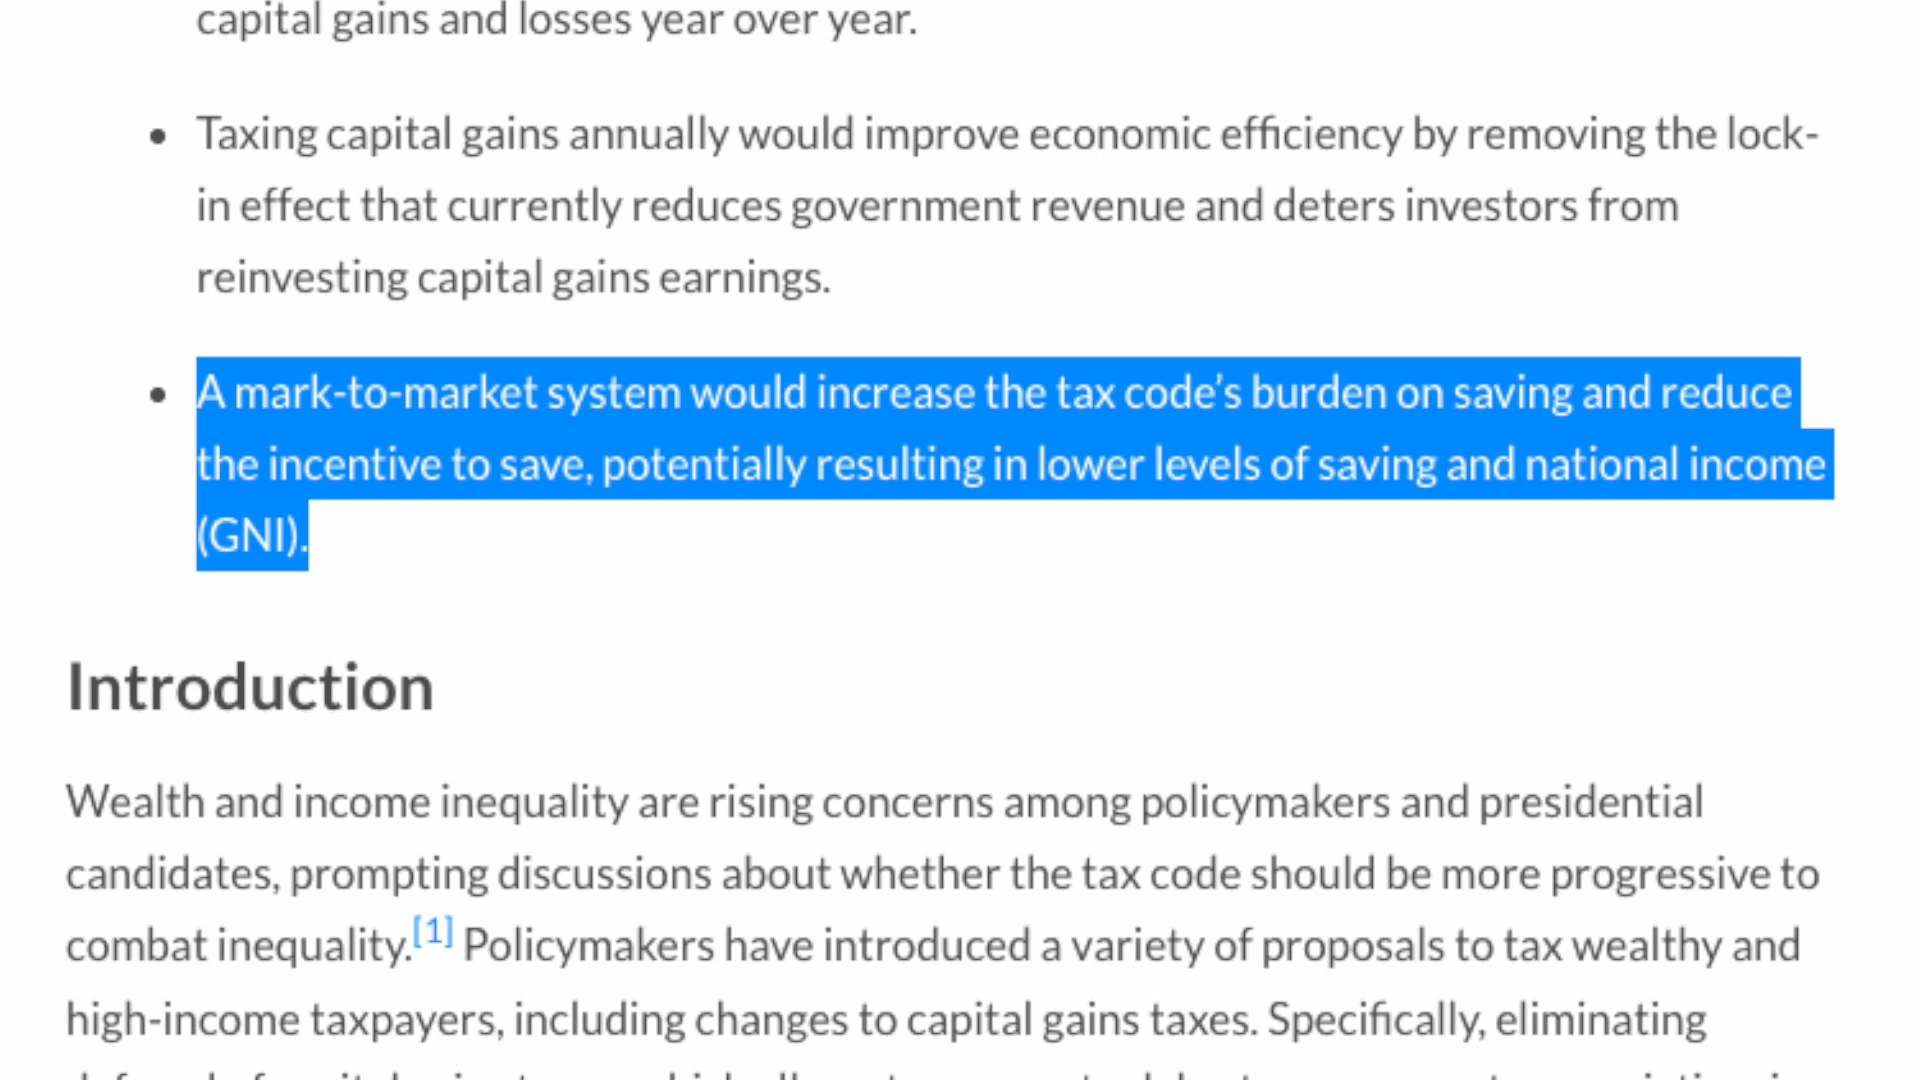 capital gains and losses year over year.
• Taxing capital gains annually would improve economic efficiency by removing the lock-
in effect that currently reduces government revenue and deters investors from
reinvesting capital gains earnings.
• A mark-to-market system would increase the tax code’s burden on saving and reduce
the incentive to save, potentially resulting in lower levels of saving and national income
(GNI).
Introduction
Wealth and income inequality are rising concerns among policymakers and presidential
candidates, prompting discussions about whether the tax code should be more progressive to
combat inequality.[1] Policymakers have introduced a variety of proposals to tax wealthy and
high-income taxpayers, including changes to capital gains taxes. Specifically, eliminating